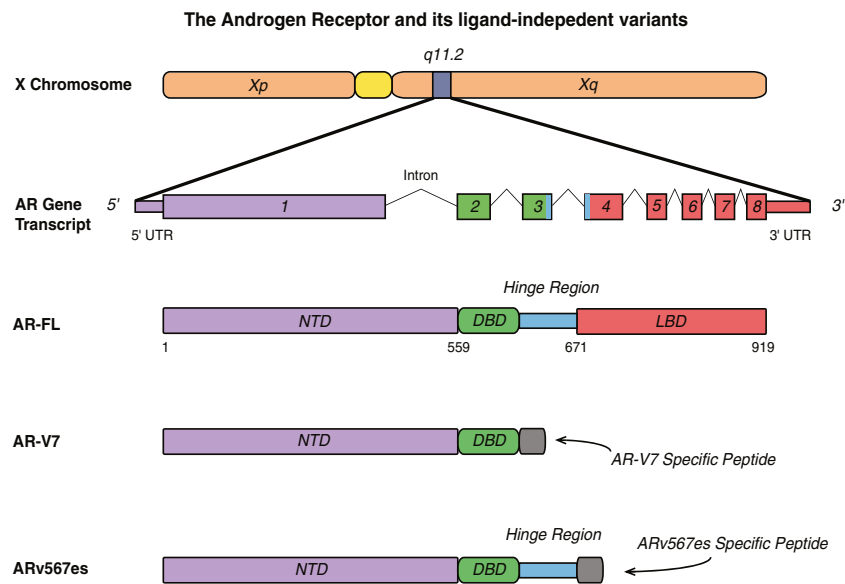 The Androgen Receptor and its ligand-indepedent variants
q11.2
X Chromosome
Xp
Xq
Intron
AR Gene
Transcript
5'
1
2
3
4
5
6
7
8
3'
5' UTR
3' UTR
Hinge Region
AR-FL
NTD
DBD
LBD
1
559
671
919
AR-V7
NTD
DBD
AR-V7 Specific Peptide
Hinge Region
ARv567es Specific Peptide
ARv567es
NTD
DBD